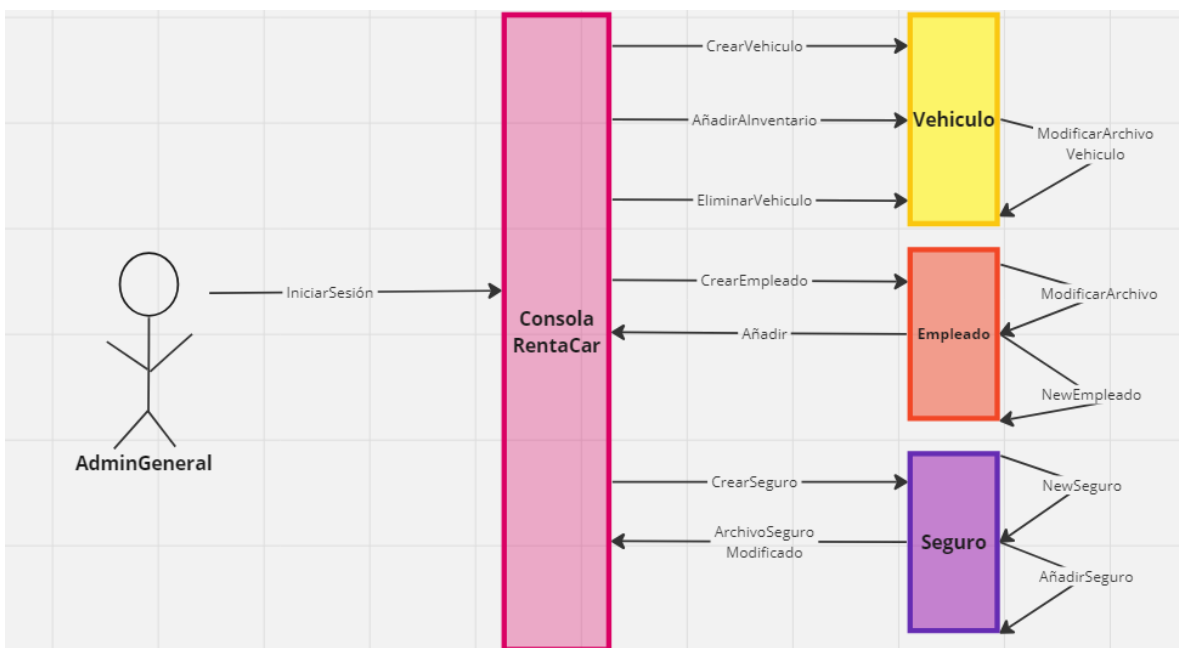 CrearVehiculo
AñadirAInventario
Vehiculo
ModificarArchivo
Vehiculo
EliminarVehiculo
IniciarSesión
Consola
RentaCar
CrearEmpleado
ModificarArchivo
Añadir
Empleado
NewEmpleado
AdminGeneral
CrearSeguro
NewSeguro
ArchivoSeguro
Modificado
Seguro
AñadirSeguro